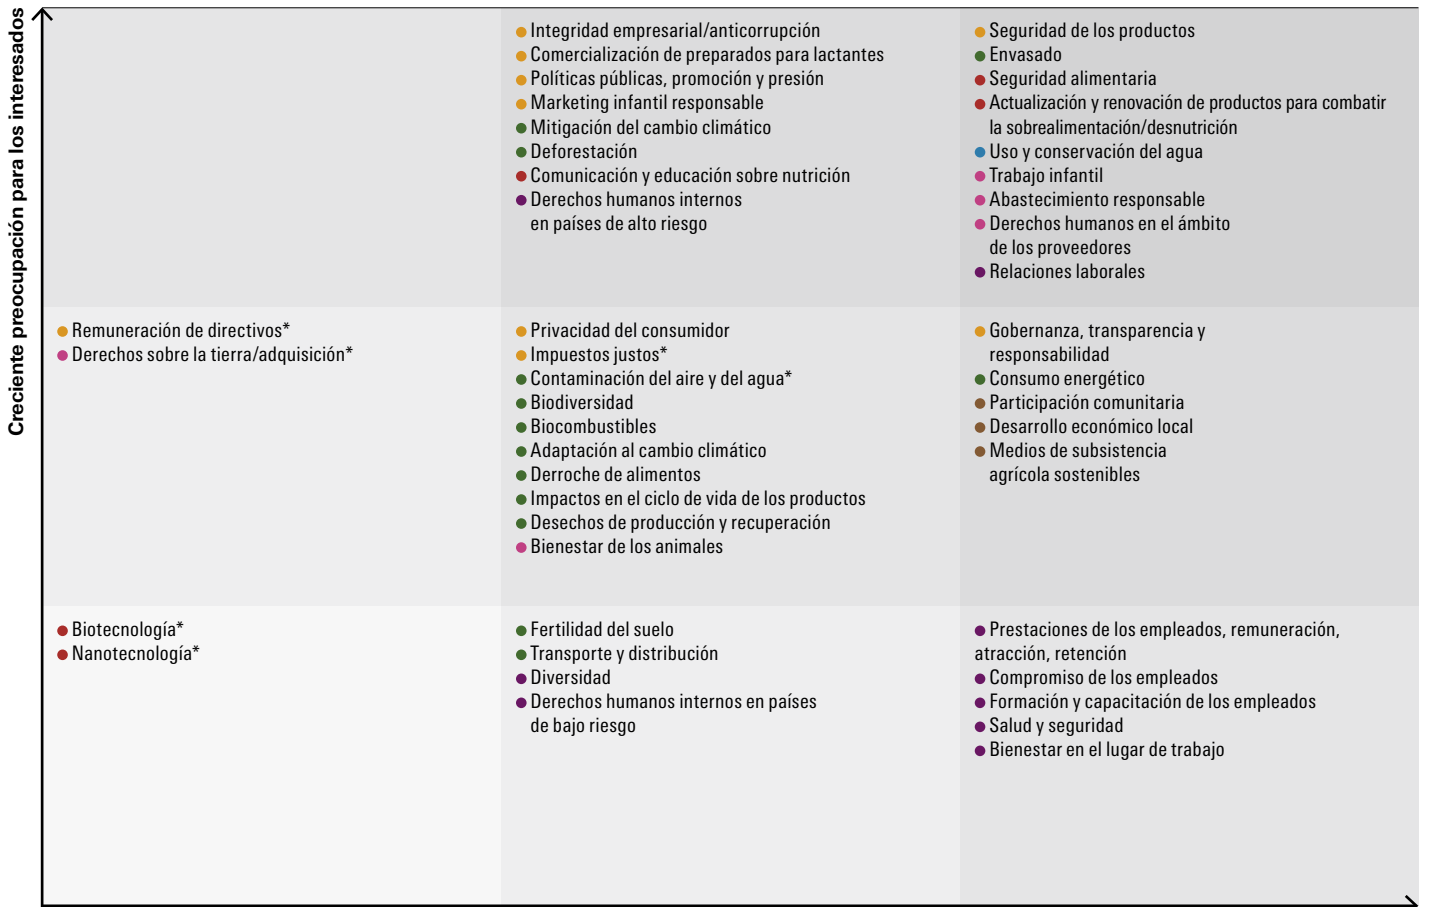 Creciente preocupación para los interesados
Integridad empresarial/anticorrupción
Comercialización de preparados para lactantes
Políticas públicas, promoción y presión
Marketing infantil responsable
Mitigación del cambio climático
Deforestación
Comunicación y educación sobre nutrición
Derechos humanos internos
en países de alto riesgo
Seguridad de los productos
Envasado
Seguridad alimentaria
Actualización y renovación de productos para combatir
la sobrealimentación/desnutrición
Uso y conservación del agua
Trabajo infantil
Abastecimiento responsable
Derechos humanos en el ámbito
de los proveedores
Relaciones laborales
Remuneración de directivos*
Derechos sobre la tierra/adquisición*
Privacidad del consumidor
Impuestos justos*
Contaminación del aire y del agua*
Biodiversidad
Biocombustibles
Adaptación al cambio climático
Derroche de alimentos
Impactos en el ciclo de vida de los productos
Desechos de producción y recuperación
Bienestar de los animales
Gobernanza, transparencia y
responsabilidad
Consumo energético
Participación comunitaria
Desarrollo económico local
Medios de subsistencia
agrícola sostenibles
Biotecnología*
Nanotecnología*
Fertilidad del suelo
Transporte y distribución
Diversidad
Derechos humanos internos en países
de bajo riesgo
Prestaciones de los empleados, remuneración,
atracción, retención
Compromiso de los empleados
Formación y capacitación de los empleados
Salud y seguridad
Bienestar en el lugar de trabajo